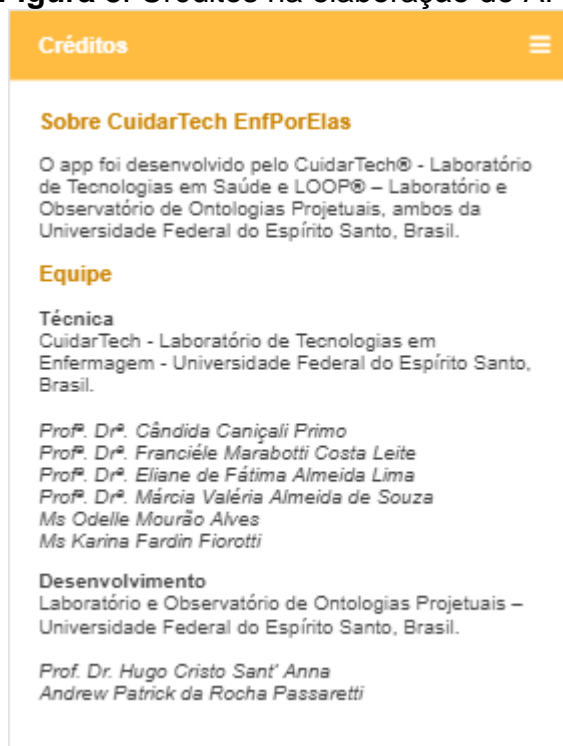 Créditos
Sobre CuidarTech EnfPorElas
O app foi desenvolvido pelo CuidarTech® - Laboratório
de Tecnologias em Saúde e LOOP® – Laboratório e
Observatório de Ontologias Projetuais, ambos da
Universidade Federal do Espírito Santo, Brasil.
Equipe
Técnica
CuidarTech - Laboratório de Tecnologias em
Enfermagem - Universidade Federal do Espírito Santo,
Brasil.
Profª. Drª. Cândida Caniçali Primo
Profª. Drª. Franciéle Marabotti Costa Leite
Profª. Drª. Eliane de Fátima Almeida Lima
Profª. Drª. Márcia Valéria Almeida de Souza
Ms Odelle Mourão Alves
Ms Karina Fardin Fiorotti
Desenvolvimento
Laboratório e Observatório de Ontologias Projetuais –
Universidade Federal do Espírito Santo, Brasil.
Prof. Dr. Hugo Cristo Sant' Anna
Andrew Patrick da Rocha Passaretti